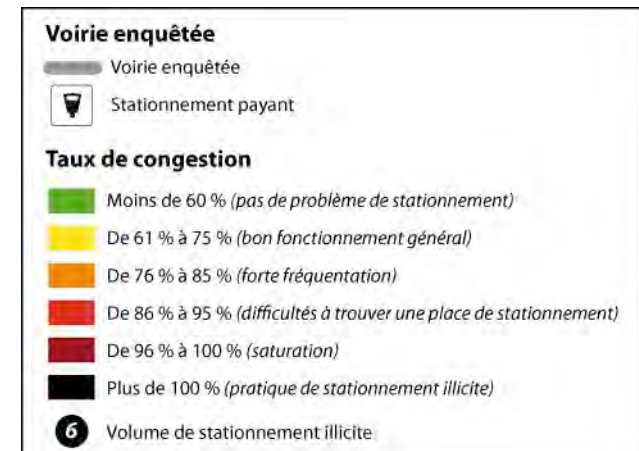 Voirie enquêtée
Voirie enquêtée
Stationnement payant
Taux de congestion
Moins de 60 % (pas de problème de stationnement)
De 61 % à 75 % (bon fonctionnement général)
De 76 % à 85 % (forte fréquentation)
De 86 % à 95 % (difficultés à trouver une place de stationnement)
De 96 % à 100 % (saturation)
Plus de 100 % (pratique de stationnement illicite)
6 Volume de stationnement illicite